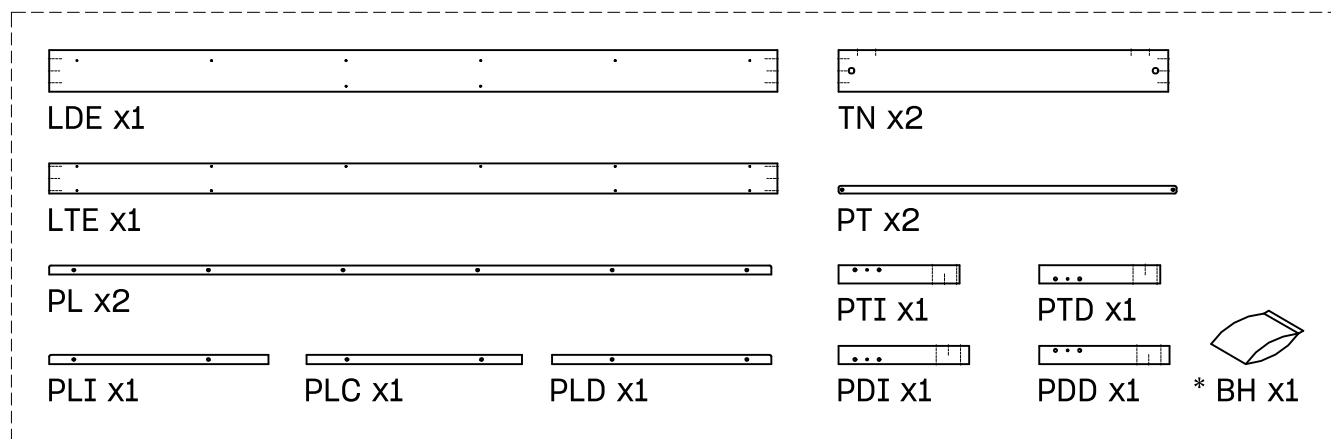 LDE x1
TN x2
LTE x1
PT x2
PL x2
PTI x1
PTD x1
PLI x1
PLC x1
PLD x1
PDI x1
PDD x1
* BH x1